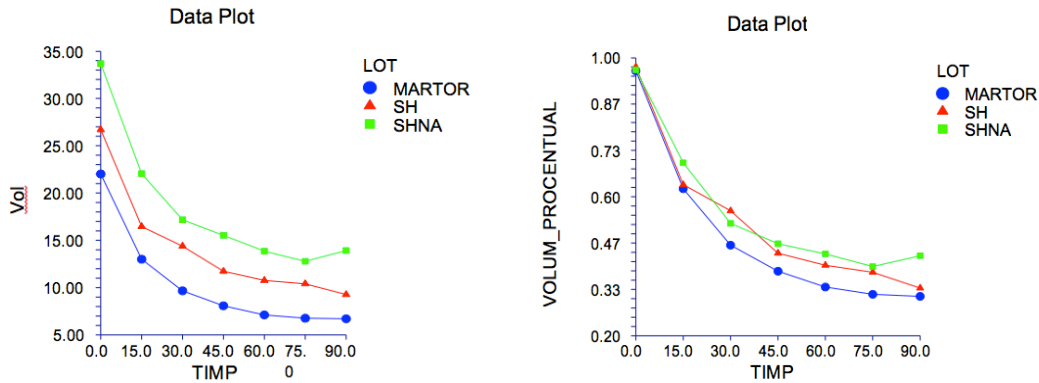 Data Plot
35.00
30.00
25.00
20.00
15.00
10.00
5.00
Vol
0.0 15.0 30.0 45.0 60.0 75.0 90.0
TIMP
LOT
MARTOR
SH
SHNA
Data Plot
1.00
0.87
0.73
0.60
0.47
0.33
0.20
VOLUM_PROCENTUAL
0.0 15.0 30.0 45.0 60.0 75.0 90.0
TIMP
LOT
MARTOR
SH
SHNA